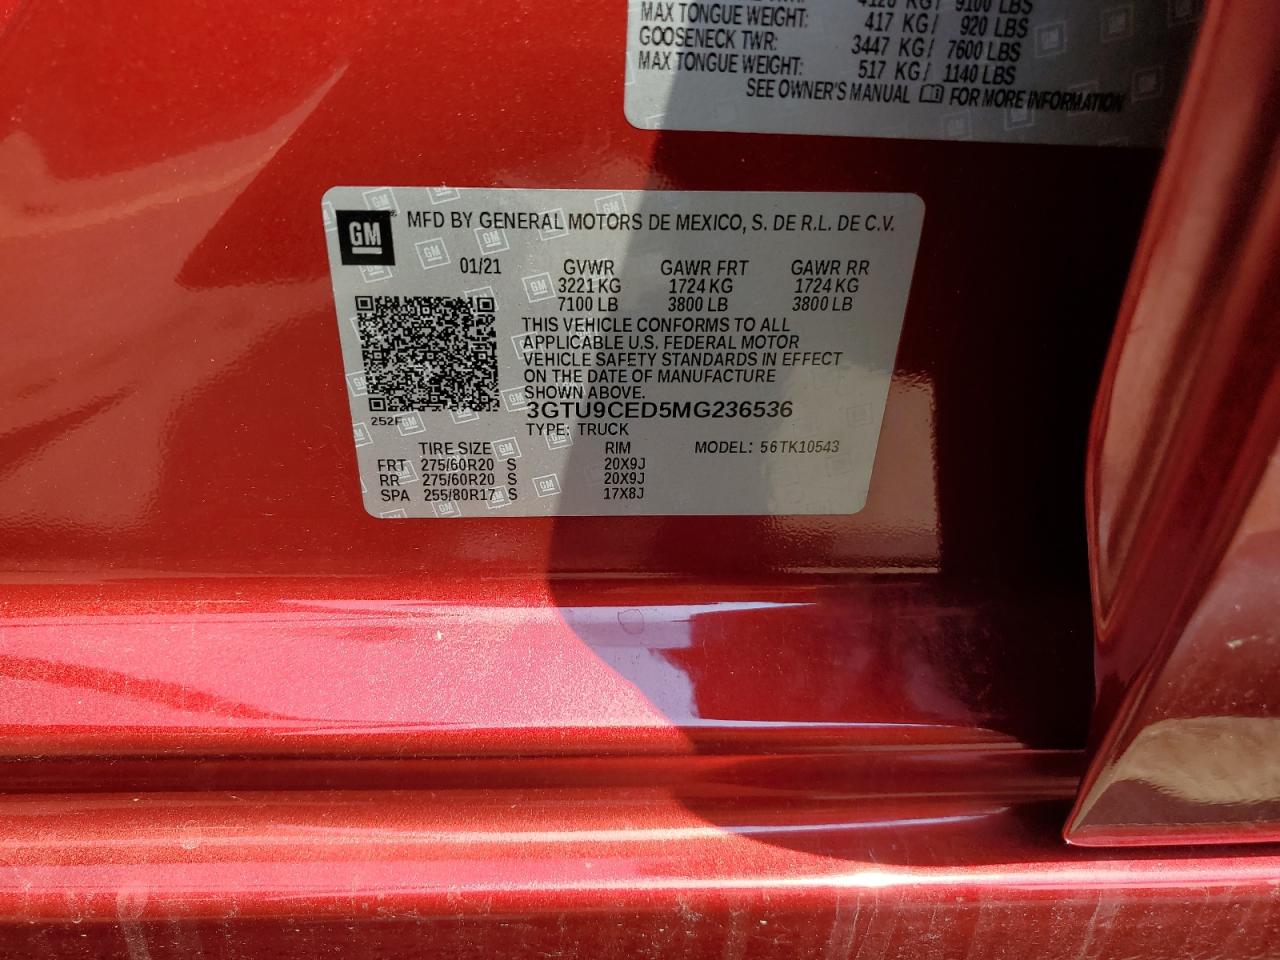 4128 KG/ 9100 LBS
MAX TONGUE WEIGHT: 417 KG/ 920 LBS
GOOSENECK TWR: 3447 KG/ 7600 LBS
MAX TONGUE WEIGHT: 517 KG/ 1140 LBS
SEE OWNER'S MANUAL FOR MORE INFORMATION
GM® MFD BY GENERAL MOTORS DE MEXICO, S. DE R.L. DE C.V.
01/21 GVWR GAWR FRT GAWR RR
3221 KG 1724 KG 1724 KG
7100 LB 3800 LB 3800 LB
THIS VEHICLE CONFORMS TO ALL
APPLICABLE U.S. FEDERAL MOTOR
VEHICLE SAFETY STANDARDS IN EFFECT
ON THE DATE OF MANUFACTURE
SHOWN ABOVE.
252F 3GTU9CED5MG236536
TYPE: TRUCK
TIRE SIZE RIM MODEL: 56TK10543
FRT 275/60R20 S 20X9J
RR 275/60R20 S 20X9J
SPA 255/80R17 S 17X8J